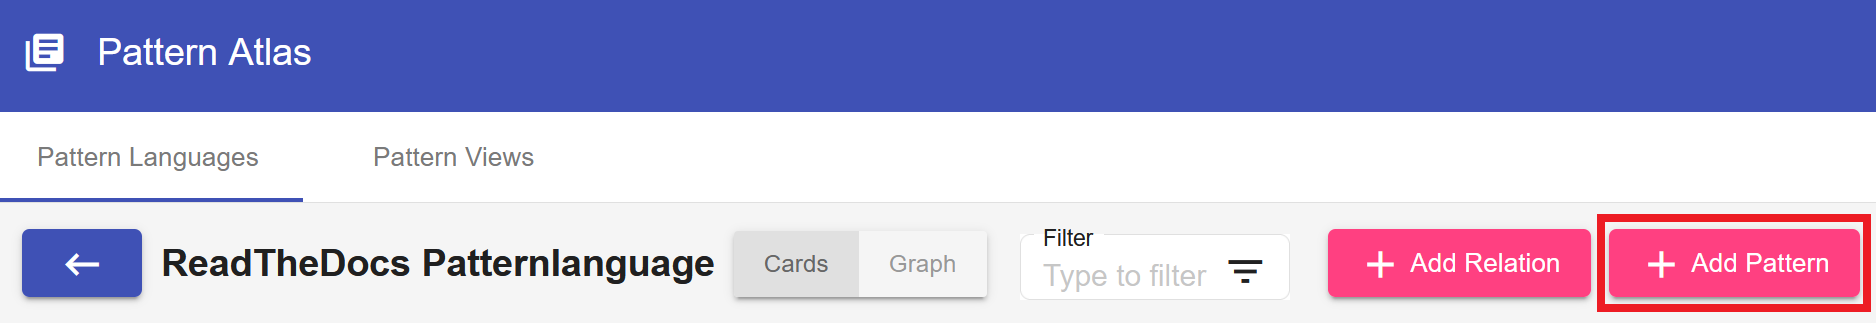 Pattern Atlas
Pattern Languages
Pattern Views
ReadTheDocs Patternlanguage
Cards
Graph
Filter
Type to filter
Add Relation
Add Pattern